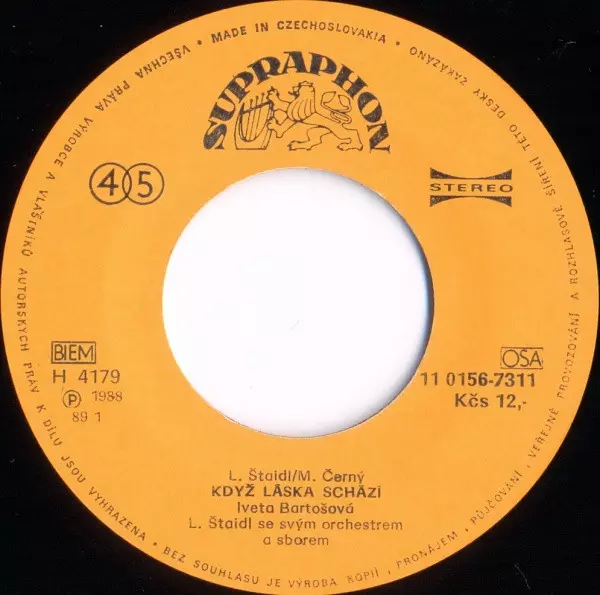 • MADE IN CZECHOSLOVAKIA •
VŠECHNA PRÁVA VÝROBCE A VLASTNÍKŮ AUTORSKÝCH PRÁV K DÍLU JSOU VYHRAZENA • BEZ SOUHLASU JE VÝROBA KOPIÍ, PRONÁJEM, PŮJČOVÁNÍ, VEŘEJNÉ PROVOZOVÁNÍ A ROZHLASOVÉ ŠÍŘENÍ TÉTO DESKY ZAKÁZÁNO
SUPRAPHON
45
STEREO
BIEM
OSA
H 4179
11 0156-7311
Ⓟ 1988
Kčs 12,-
89 1
L. Štaidl/M. Černý
KDYŽ LÁSKA SCHÁZÍ
Iveta Bartošová
L. Štaidl se svým orchestrem
a sborem